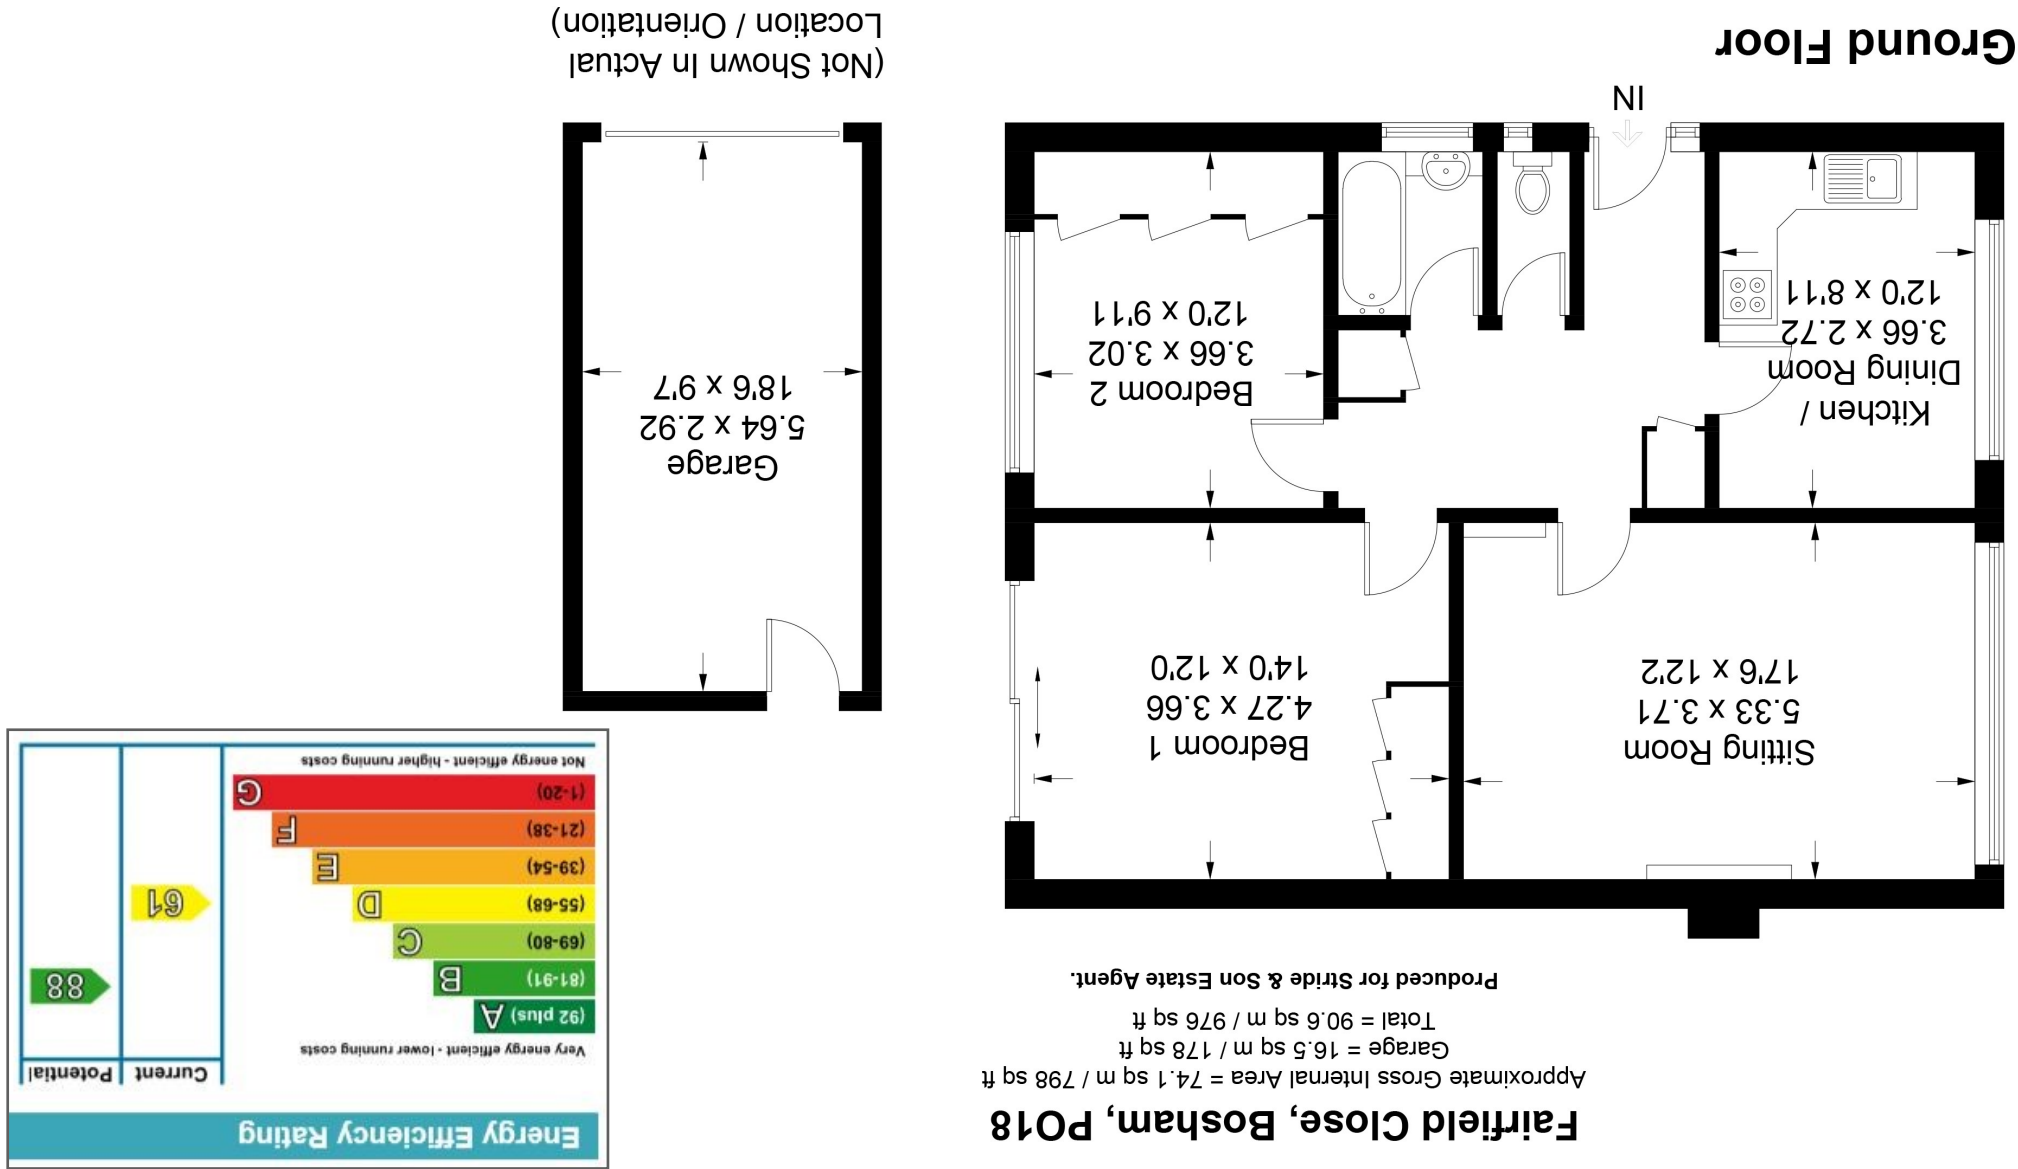 Fairfield Close, Bosham, PO18
Approximate Gross Internal Area = 74.1 sq m / 798 sq ft
Garage = 16.5 sq m / 178 sq ft
Total = 90.6 sq m / 976 sq ft
Produced for Stride & Son Estate Agent.
Energy Efficiency Rating
Current
Potential
Very energy efficient - lower running costs
(92 plus) A
(81-91) B
(69-80) C
(55-68) D
(39-54) E
(21-38) F
(1-20) G
Not energy efficient - higher running costs
61
88
Sitting Room
5.33 x 3.71
17'6 x 12'2
Bedroom 1
4.27 x 3.66
14'0 x 12'0
Kitchen /
Dining Room
3.66 x 2.72
12'0 x 8'11
Bedroom 2
3.66 x 3.02
12'0 x 9'11
Garage
5.64 x 2.92
18'6 x 9'7
IN
Ground Floor
(Not Shown In Actual
Location / Orientation)